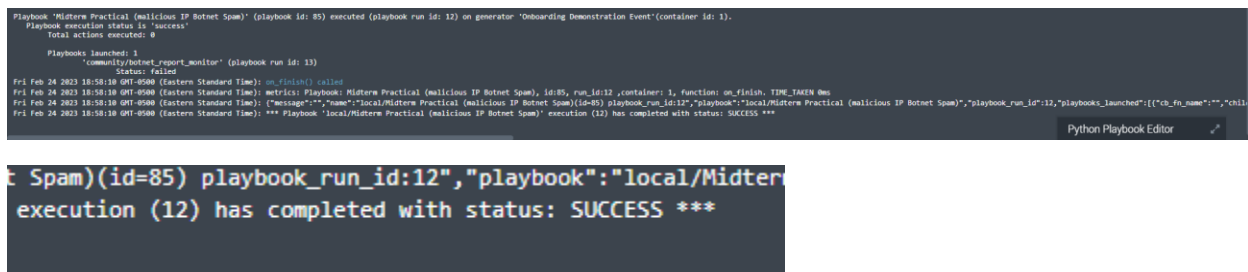 Playbook 'Midterm Practical (malicious IP Botnet Spam)' (playbook id: 85) executed (playbook run id: 12) on generator 'Onboarding Demonstration Event'(container id: 1).
Playbook execution status is 'success'
Total actions executed: 0
Playbooks launched: 1
'community/botnet_report_monitor' (playbook run id: 13)
Status: failed
Fri Feb 24 2023 18:58:10 GMT-0500 (Eastern Standard Time): on_finish() called
Fri Feb 24 2023 18:58:10 GMT-0500 (Eastern Standard Time): metrics: Playbook: Midterm Practical (malicious IP Botnet Spam), id:85, run_id:12 ,container: 1, function: on_finish. TIME_TAKEN 0ms
Fri Feb 24 2023 18:58:10 GMT-0500 (Eastern Standard Time): {"message":"","name":"local/Midterm Practical (malicious IP Botnet Spam)(id=85) playbook_run_id:12","playbook":"local/Midterm Practical (malicious IP Botnet Spam)","playbook_run_id":12,"playbooks_launched":[{"cb_fn_name":"","chil
Fri Feb 24 2023 18:58:10 GMT-0500 (Eastern Standard Time): *** Playbook 'local/Midterm Practical (malicious IP Botnet Spam)' execution (12) has completed with status: SUCCESS ***
Python Playbook Editor
t Spam)(id=85) playbook_run_id:12","playbook":"local/Midter
execution (12) has completed with status: SUCCESS ***